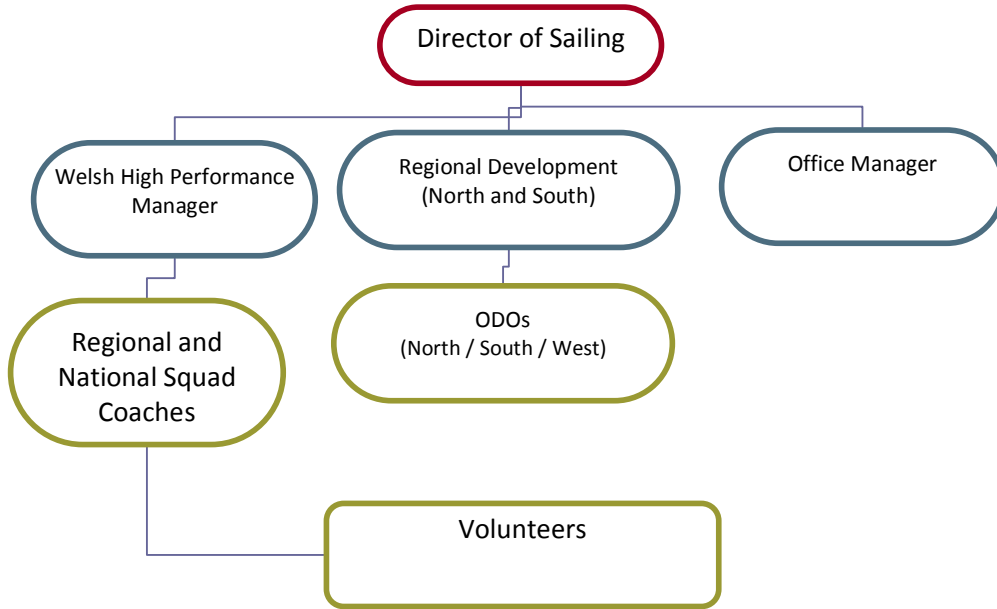 Director of Sailing
Welsh High Performance
Manager
Regional Development
(North and South)
Office Manager
Regional and
National Squad
Coaches
ODOs
(North / South / West)
Volunteers